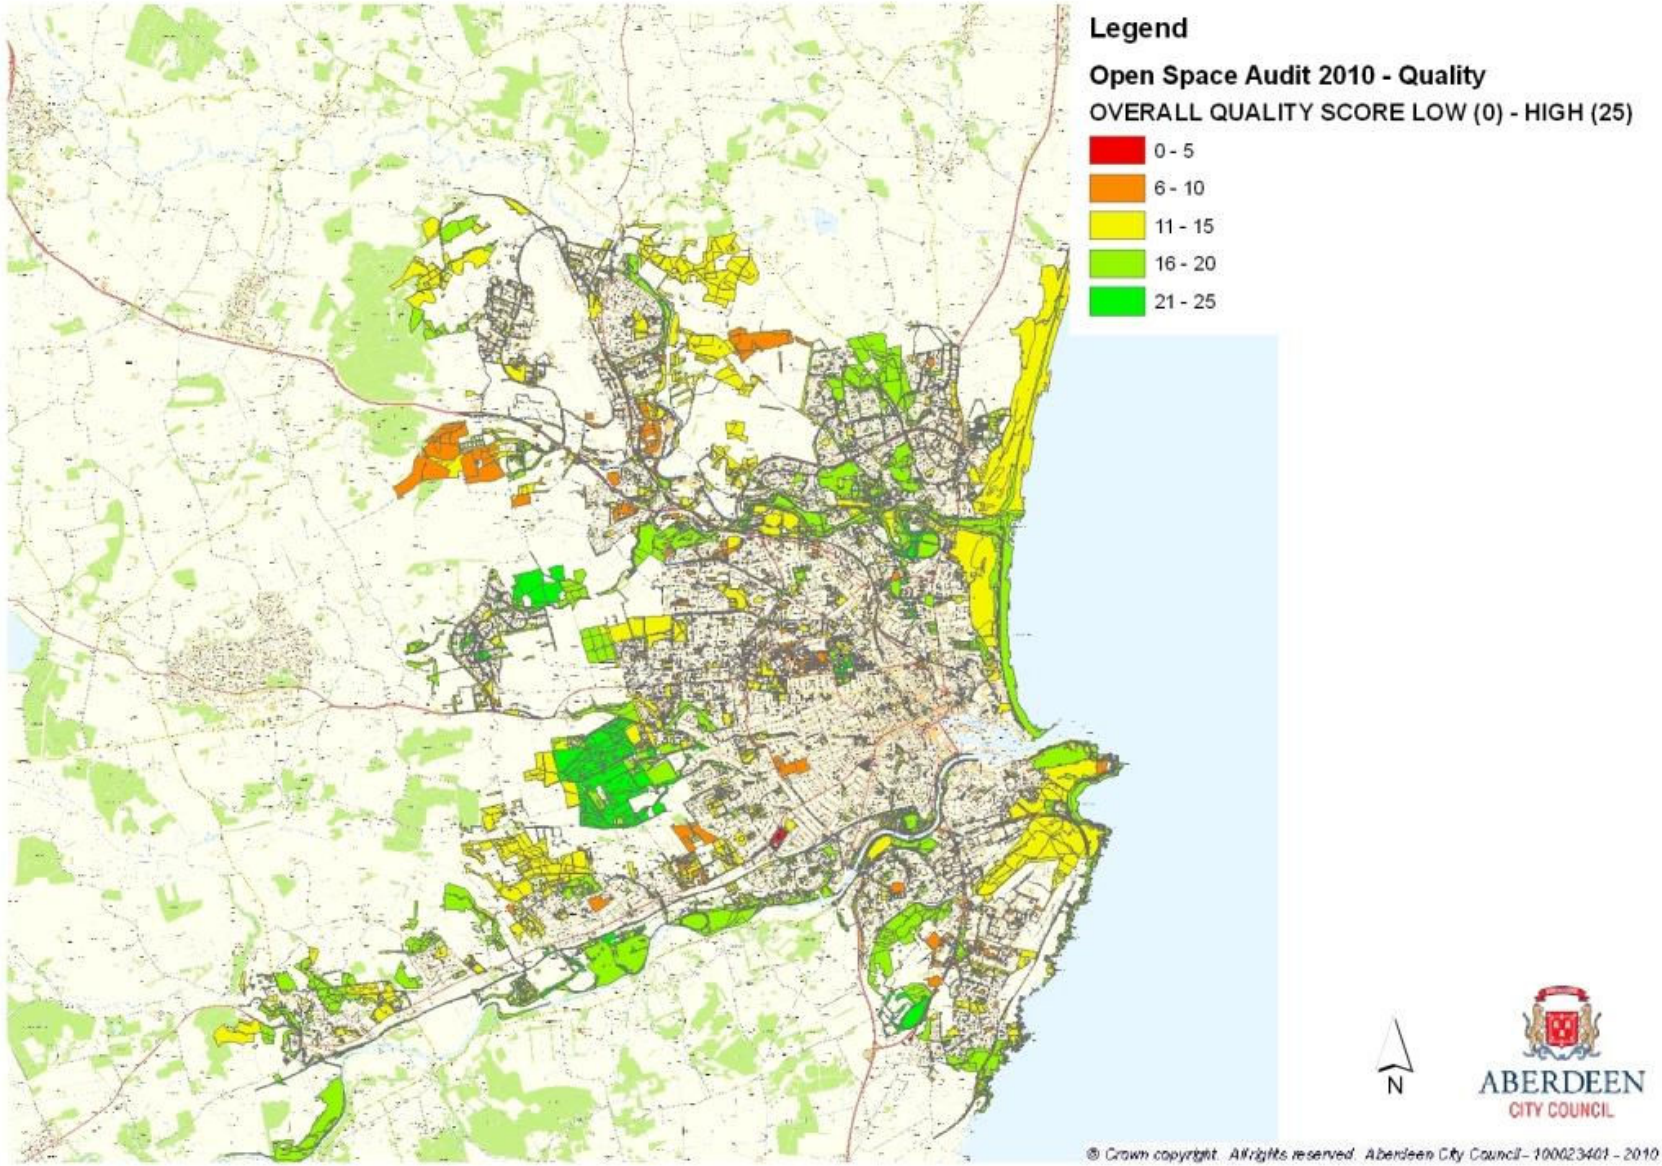 Legend
Open Space Audit 2010 - Quality
OVERALL QUALITY SCORE LOW (0) - HIGH (25)
0 - 5
6 - 10
11 - 15
16 - 20
21 - 25
N
ABERDEEN
CITY COUNCIL
© Crown copyright. All rights reserved. Aberdeen City Council - 100023401 - 2010